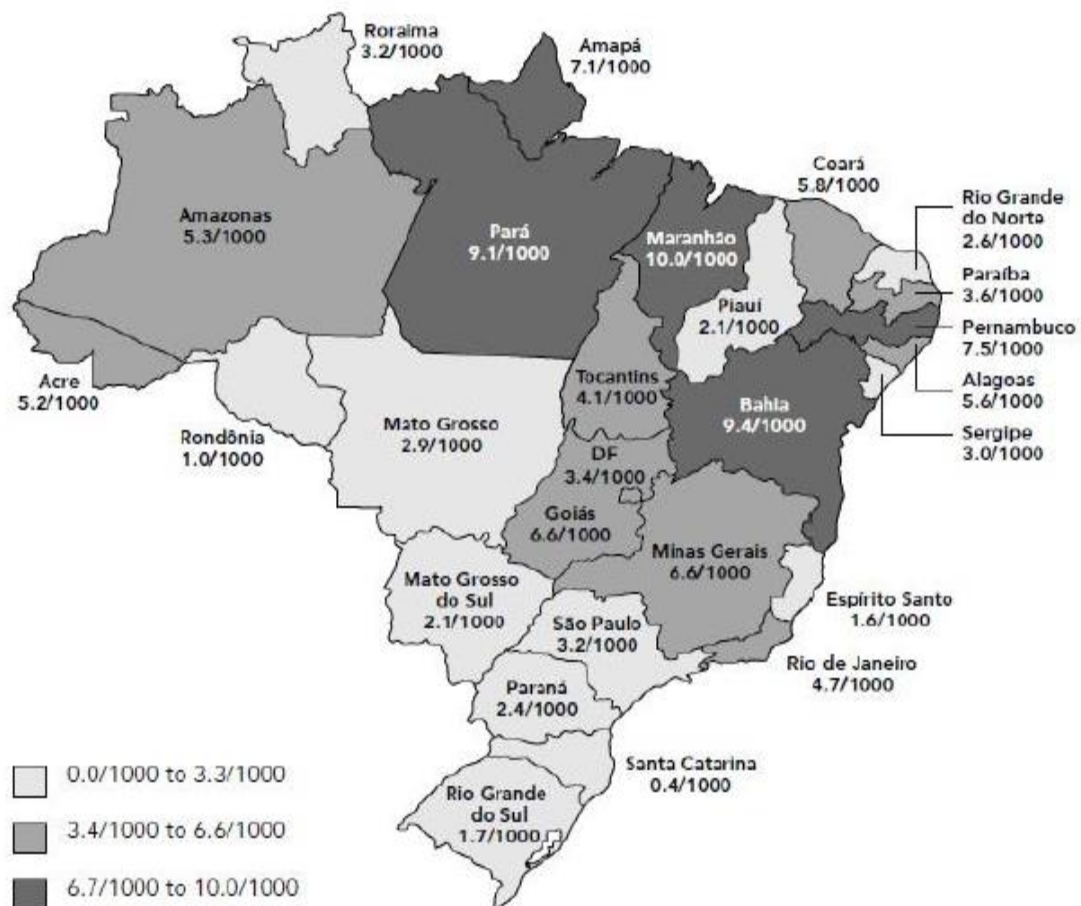 Roraima
3.2/1000
Amapá
7.1/1000
Ceará
5.8/1000
Rio Grande
do Norte
2.6/1000
Amazonas
5.3/1000
Pará
9.1/1000
Maranhão
10.0/1000
Paraíba
3.6/1000
Piauí
2.1/1000
Pernambuco
7.5/1000
Acre
5.2/1000
Tocantins
4.1/1000
Alagoas
5.6/1000
Rondônia
1.0/1000
Mato Grosso
2.9/1000
Bahia
9.4/1000
Sergipe
3.0/1000
DF
3.4/1000
Goiás
6.6/1000
Minas Gerais
6.6/1000
Mato Grosso
do Sul
2.1/1000
São Paulo
3.2/1000
Espírito Santo
1.6/1000
Rio de Janeiro
4.7/1000
Paraná
2.4/1000
Santa Catarina
0.4/1000
Rio Grande
do Sul
1.7/1000
0.0/1000 to 3.3/1000
3.4/1000 to 6.6/1000
6.7/1000 to 10.0/1000